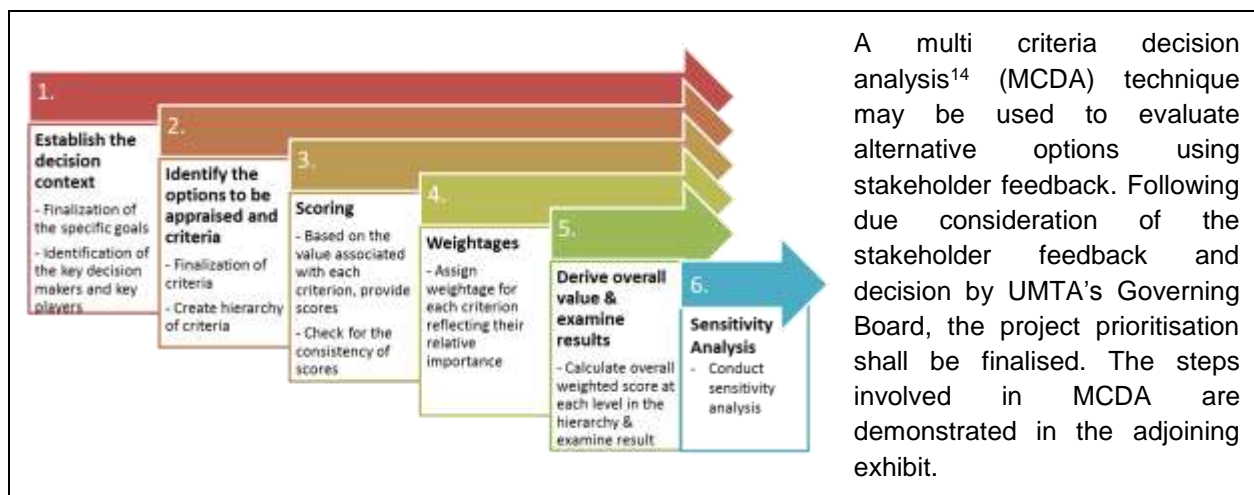 1.
Establish the
decision
context
- Finalization of
the specific goals
- Identification of
the key decision
makers and key
players
2.
Identify the
options to be
appraised and
criteria
- Finalization of
criteria
- Create hierarchy
of criteria
3.
Scoring
- Based on the
value associated
with each
criterion, provide
scores
- Check for the
consistency of
scores
4.
Weightages
- Assign
weightage for
each criterion
reflecting their
relative
importance
5.
Derive overall
value &
examine
results
- Calculate overall
weighted score at
each level in the
hierarchy &
examine result
6.
Sensitivity
Analysis
- Conduct
sensitivity
analysis
A multi criteria decision
analysis¹⁴ (MCDA) technique
may be used to evaluate
alternative options using
stakeholder feedback. Following
due consideration of the
stakeholder feedback and
decision by UMTA’s Governing
Board, the project prioritisation
shall be finalised. The steps
involved in MCDA are
demonstrated in the adjoining
exhibit.